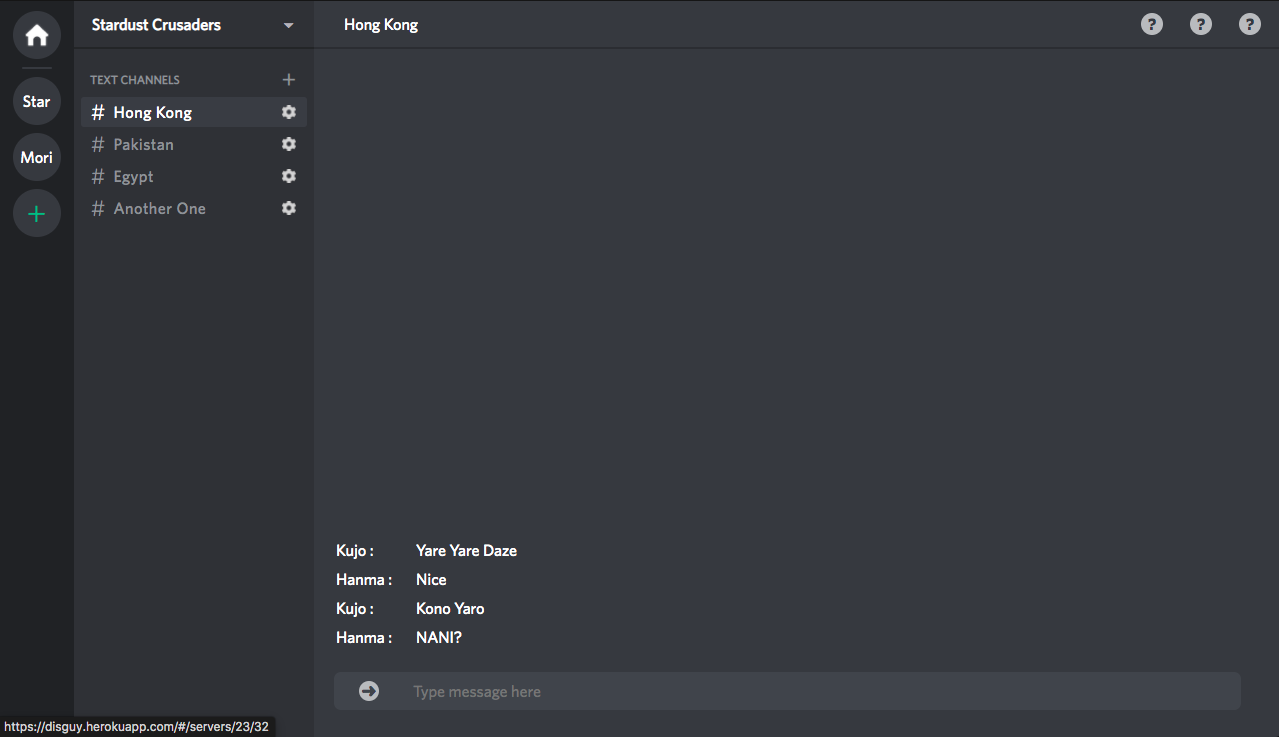 Stardust Crusaders
Hong Kong
? ? ?
Star
Mori
+
TEXT CHANNELS +
# Hong Kong
# Pakistan
# Egypt
# Another One
Kujo : Yare Yare Daze
Hanma : Nice
Kujo : Kono Yaro
Hanma : NANI?
Type message here
https://disguy.herokuapp.com/#/servers/23/32